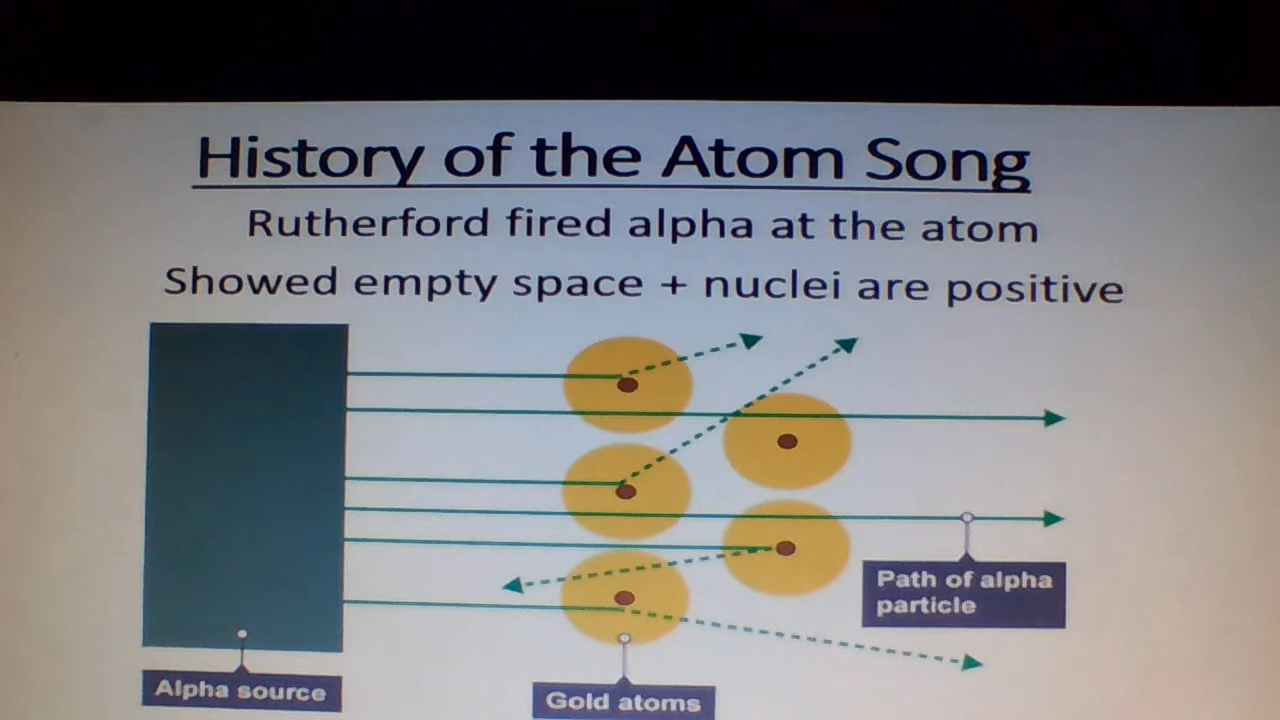 History of the Atom Song
Rutherford fired alpha at the atom
Showed empty space + nuclei are positive
Path of alpha
particle
Alpha source
Gold atoms